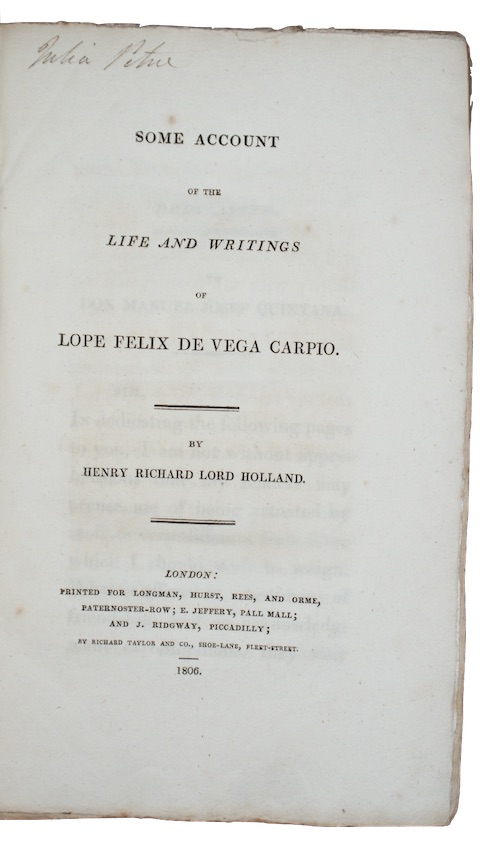 Julia Petre
SOME ACCOUNT
OF THE
LIFE AND WRITINGS
OF
LOPE FELIX DE VEGA CARPIO.
BY
HENRY RICHARD LORD HOLLAND.
LONDON:
PRINTED FOR LONGMAN, HURST, REES, AND ORME,
PATERNOSTER-ROW; E. JEFFERY, PALL MALL;
AND J. RIDGWAY, PICCADILLY;
BY RICHARD TAYLOR AND CO., SHOE-LANE, FLEET-STREET.
1806.